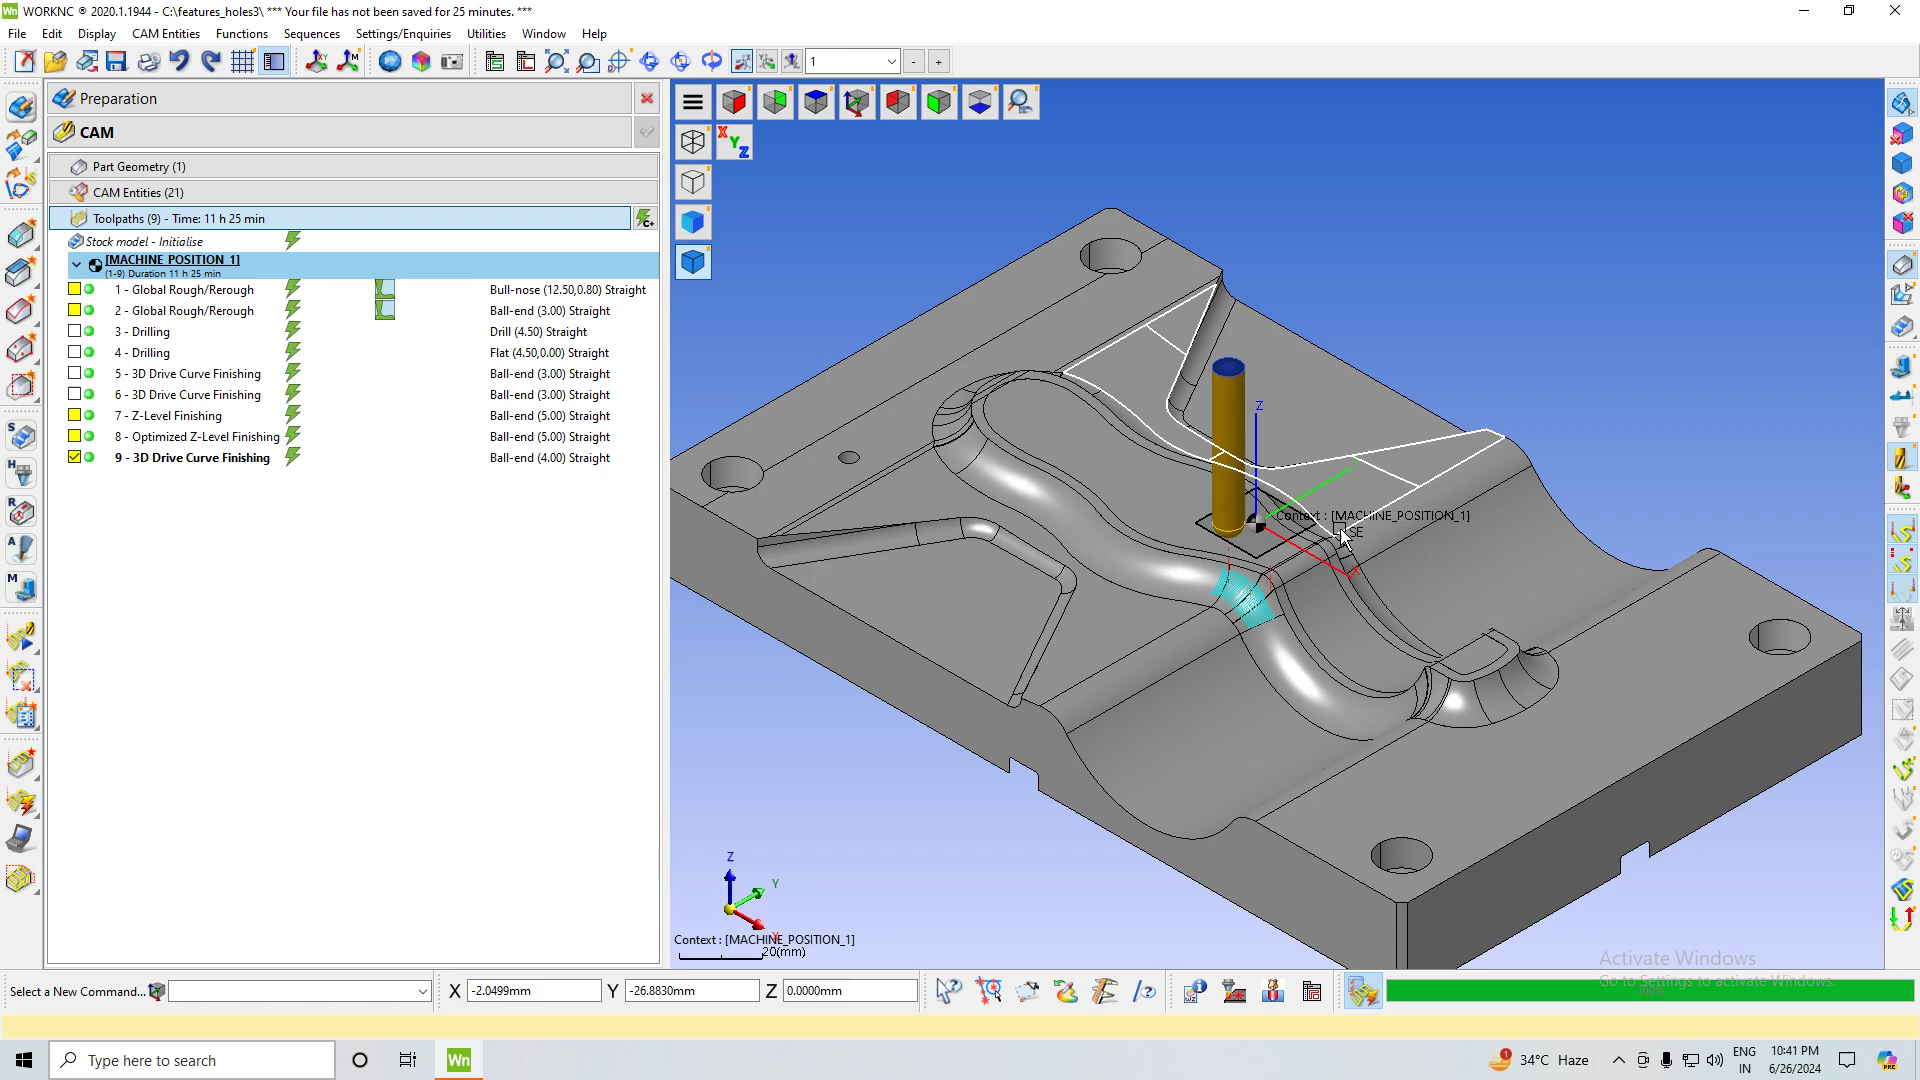 WORKNC ® 2020.1.1944 - C:\features_holes3\ *** Your file has not been saved for 25 minutes. ***
File Edit Display CAM Entities Functions Sequences Settings/Enquiries Utilities Window Help
1
- +
Preparation
CAM
Part Geometry (1)
CAM Entities (21)
Toolpaths (9) - Time: 11 h 25 min
Stock model - Initialise
[MACHINE POSITION 1]
(1-9) Duration 11 h 25 min
1 - Global Rough/Rerough Bull-nose (12.50,0.80) Straight
2 - Global Rough/Rerough Ball-end (3.00) Straight
3 - Drilling Drill (4.50) Straight
4 - Drilling Flat (4.50,0.00) Straight
5 - 3D Drive Curve Finishing Ball-end (3.00) Straight
6 - 3D Drive Curve Finishing Ball-end (3.00) Straight
7 - Z-Level Finishing Ball-end (5.00) Straight
8 - Optimized Z-Level Finishing Ball-end (5.00) Straight
9 - 3D Drive Curve Finishing Ball-end (4.00) Straight
X Y Z
Z
Context : [MACHINE_POSITION_1]
SE
X
Z
Y
X
Context : [MACHINE_POSITION_1]
20(mm)
Activate Windows
Go to Settings to activate Windows.
Select a New Command... X -2.0499mm Y -26.8830mm Z 0.0000mm
Type here to search
Wn
34°C Haze
ENG
IN
10:41 PM
6/26/2024